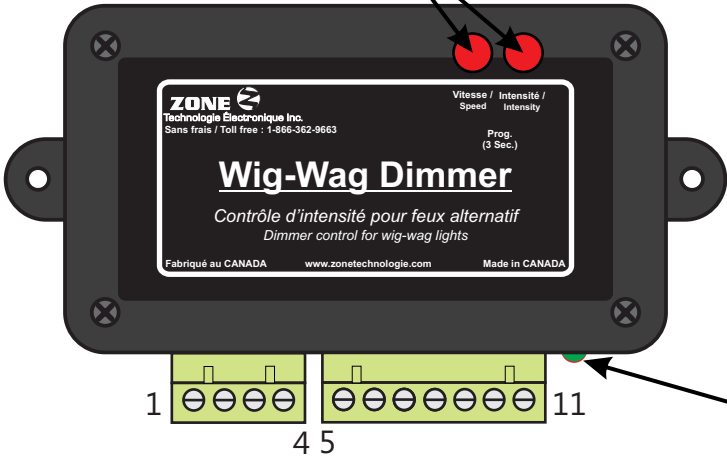 ZONE Z
Technologie Électronique Inc.
Sans frais / Toll free : 1-866-362-9663
Vitesse / Speed
Intensité / Intensity
Prog.
(3 Sec.)
Wig-Wag Dimmer
Contrôle d'intensité pour feux alternatif
Dimmer control for wig-wag lights
Fabriqué au CANADA www.zonetechnologie.com Made in CANADA
1 11
4 5